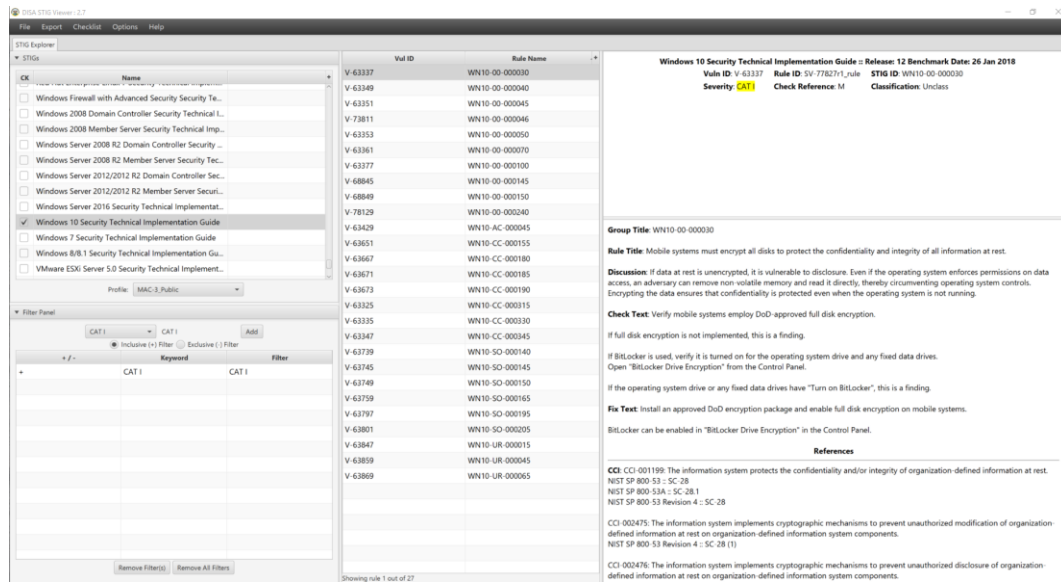 DISA STIG Viewer : 2.7
File Export Checklist Options Help
STIG Explorer
STIGs
CK Name
Windows Firewall with Advanced Security Security Te...
Windows 2008 Domain Controller Security Technical I...
Windows 2008 Member Server Security Technical Imp...
Windows Server 2008 R2 Domain Controller Security ...
Windows Server 2008 R2 Member Server Security Tec...
Windows Server 2012/2012 R2 Domain Controller Sec...
Windows Server 2012/2012 R2 Member Server Securi...
Windows Server 2016 Security Technical Implementat...
Windows 10 Security Technical Implementation Guide
Windows 7 Security Technical Implementation Guide
Windows 8/8.1 Security Technical Implementation Gu...
VMware ESXi Server 5.0 Security Technical Implement...
Profile: MAC-3_Public
Filter Panel
CAT I CAT I Add
Inclusive (+) Filter Exclusive (-) Filter
+ / - Keyword Filter
+ CAT I CAT I
Remove Filter(s) Remove All Filters
Vul ID Rule Name
V-63337 WN10-00-000030
V-63349 WN10-00-000040
V-63351 WN10-00-000045
V-73811 WN10-00-000046
V-63353 WN10-00-000050
V-63361 WN10-00-000070
V-63377 WN10-00-000100
V-68845 WN10-00-000145
V-68849 WN10-00-000150
V-78129 WN10-00-000240
V-63429 WN10-AC-000045
V-63651 WN10-CC-000155
V-63667 WN10-CC-000180
V-63671 WN10-CC-000185
V-63673 WN10-CC-000190
V-63325 WN10-CC-000315
V-63335 WN10-CC-000330
V-63347 WN10-CC-000345
V-63739 WN10-SO-000140
V-63745 WN10-SO-000145
V-63749 WN10-SO-000150
V-63759 WN10-SO-000165
V-63797 WN10-SO-000195
V-63801 WN10-SO-000205
V-63847 WN10-UR-000015
V-63859 WN10-UR-000045
V-63869 WN10-UR-000065
Showing rule 1 out of 27
Windows 10 Security Technical Implementation Guide :: Release: 12 Benchmark Date: 26 Jan 2018
Vuln ID: V-63337 Rule ID: SV-77827r1_rule STIG ID: WN10-00-000030
Severity: CAT I Check Reference: M Classification: Unclass
Group Title: WN10-00-000030
Rule Title: Mobile systems must encrypt all disks to protect the confidentiality and integrity of all information at rest.
Discussion: If data at rest is unencrypted, it is vulnerable to disclosure. Even if the operating system enforces permissions on data
access, an adversary can remove non-volatile memory and read it directly, thereby circumventing operating system controls.
Encrypting the data ensures that confidentiality is protected even when the operating system is not running.
Check Text: Verify mobile systems employ DoD-approved full disk encryption.
If full disk encryption is not implemented, this is a finding.
If BitLocker is used, verify it is turned on for the operating system drive and any fixed data drives.
Open "BitLocker Drive Encryption" from the Control Panel.
If the operating system drive or any fixed data drives have "Turn on BitLocker", this is a finding.
Fix Text: Install an approved DoD encryption package and enable full disk encryption on mobile systems.
BitLocker can be enabled in "BitLocker Drive Encryption" in the Control Panel.
References
CCI: CCI-001199: The information system protects the confidentiality and/or integrity of organization-defined information at rest.
NIST SP 800-53 :: SC-28
NIST SP 800-53A :: SC-28.1
NIST SP 800-53 Revision 4 :: SC-28
CCI-002475: The information system implements cryptographic mechanisms to prevent unauthorized modification of organization-
defined information at rest on organization-defined information system components.
NIST SP 800-53 Revision 4 :: SC-28 (1)
CCI-002476: The information system implements cryptographic mechanisms to prevent unauthorized disclosure of organization-
defined information at rest on organization-defined information system components.